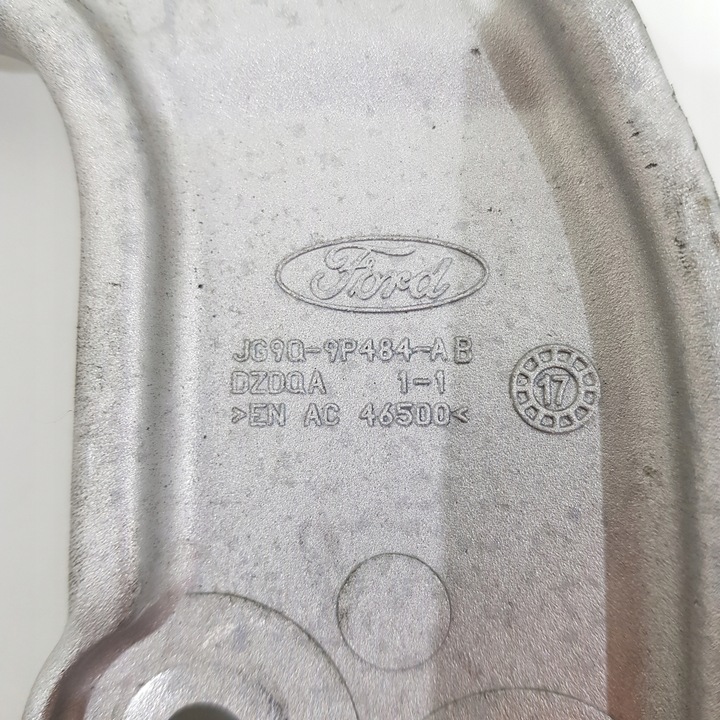 Ford
JG9Q-9P484-AB
DZDQA 1-1
>EN AC 46500<
17